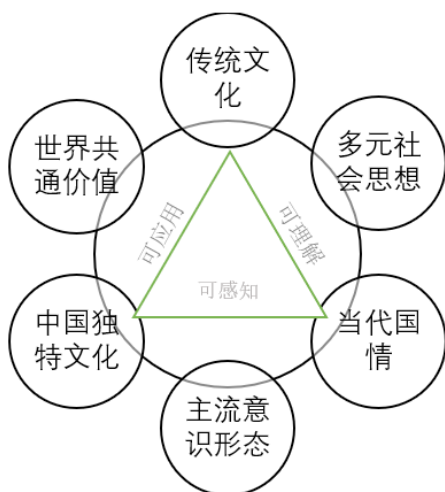 传统文
化
世界共
通价值
多元社
会思想
可应用
可理解
可感知
中国独
特文化
当代国
情
主流意
识形态